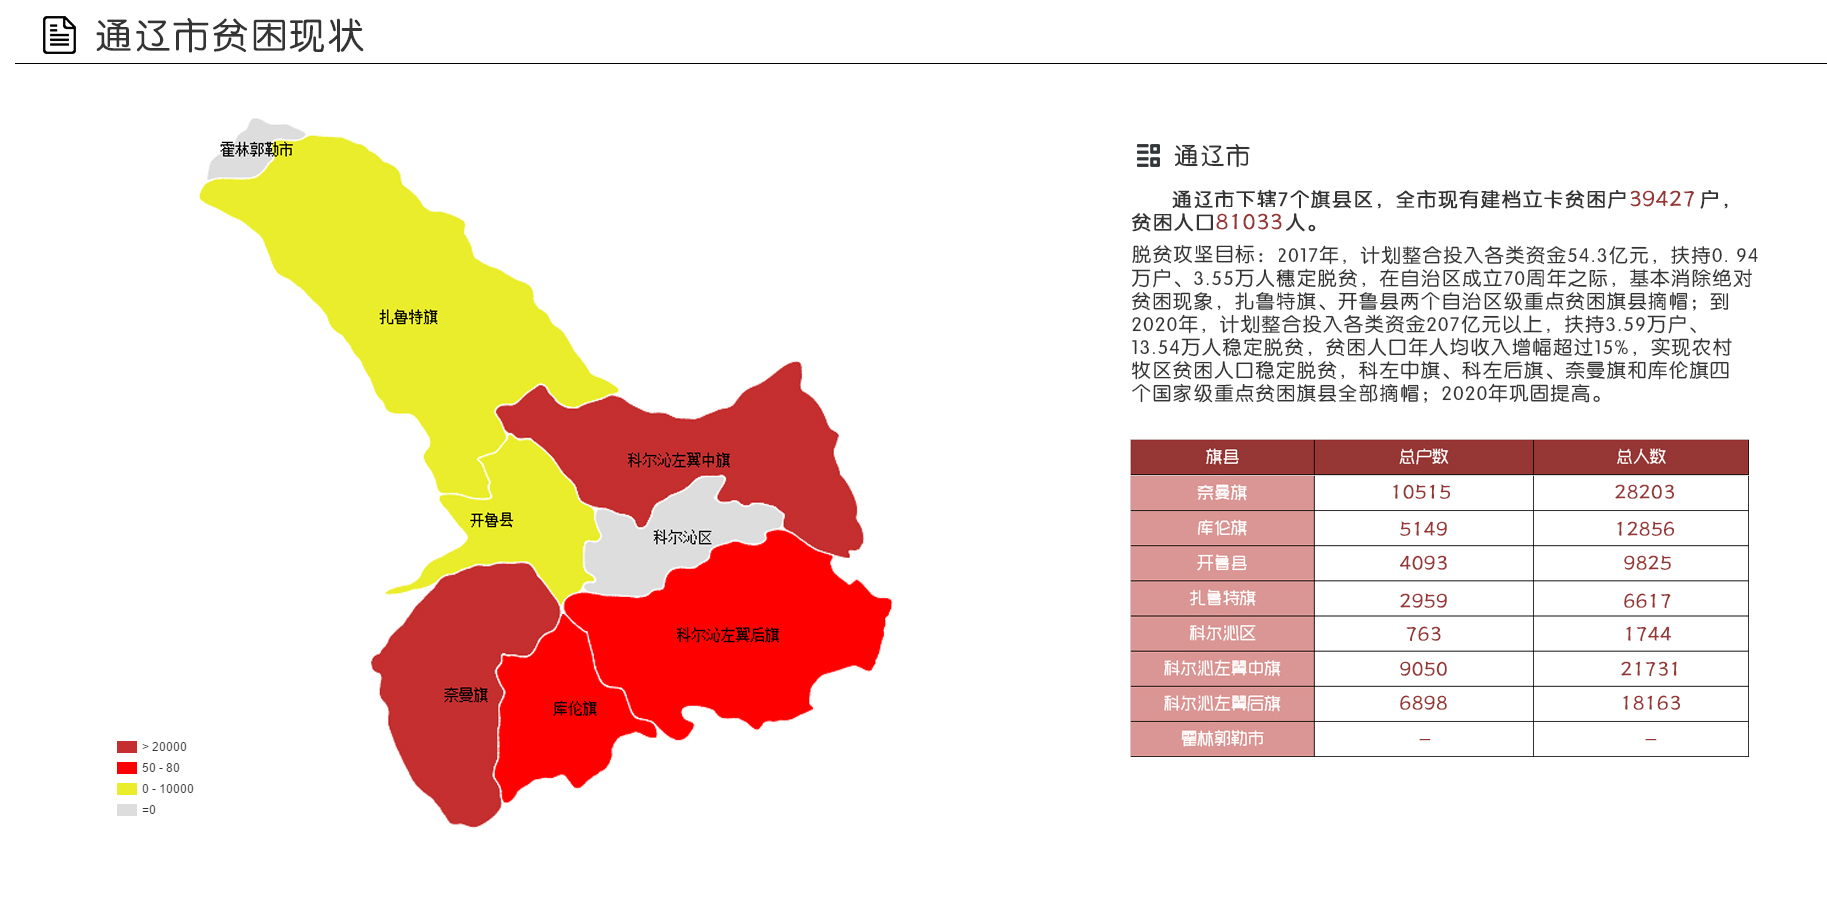 通辽市贫困现状
霍林郭勒市
扎鲁特旗
科尔沁左翼中旗
开鲁县
科尔沁区
科尔沁左翼后旗
奈曼旗
库伦旗
> 20000
50 - 80
0 - 10000
=0
通辽市
通辽市下辖7个旗县区，全市现有建档立卡贫困户39427户，
贫困人口81033人。
脱贫攻坚目标：2017年，计划整合投入各类资金54.3亿元，扶持0.94
万户、3.55万人穗定脱贫，在自治区成立70周年之际，基本消除绝对
贫困现象，扎鲁特旗、开鲁县两个自治区级重点贫困旗县摘帽；到
2020年，计划整合投入各类资金207亿元以上，扶持3.59万户、
13.54万人稳定脱贫，贫困人口年人均收入增幅超过15%，实现农村
牧区贫困人口稳定脱贫，科左中旗、科左后旗、奈曼旗和库伦旗四
个国家级重点贫困旗县全部摘帽；2020年巩固提高。
旗县 总户数 总人数
奈曼旗 10515 28203
库伦旗 5149 12856
开鲁县 4093 9825
扎鲁特旗 2959 6617
科尔沁区 763 1744
科尔沁左翼中旗 9050 21731
科尔沁左翼后旗 6898 18163
霍林郭勒市 – –